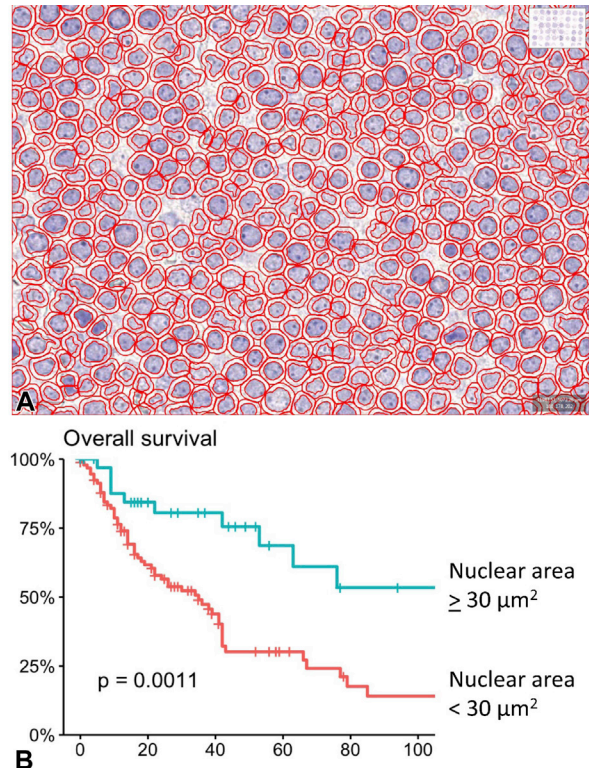 A
Overall survival
100%
75%
50%
25%
0%
p = 0.0011
Nuclear area
≥ 30 µm²
Nuclear area
< 30 µm²
0 20 40 60 80 100
B